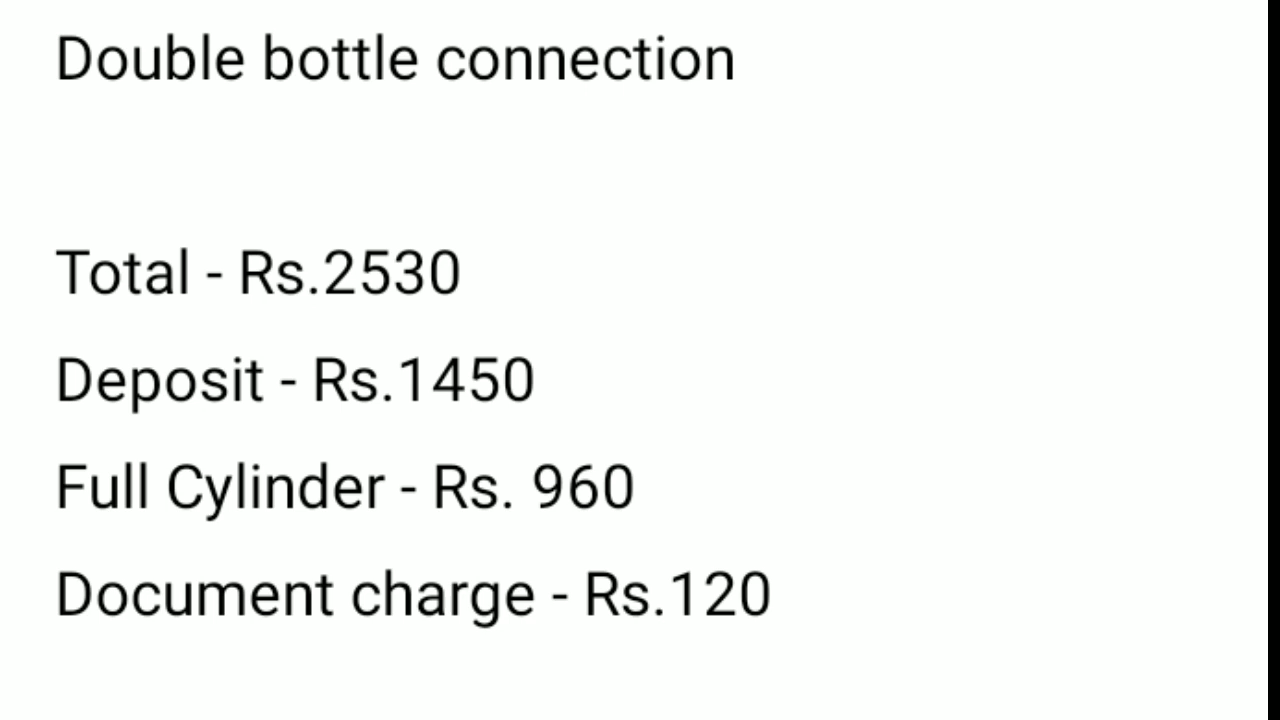 Double bottle connection
Total - Rs.2530
Deposit - Rs.1450
Full Cylinder - Rs. 960
Document charge - Rs.120